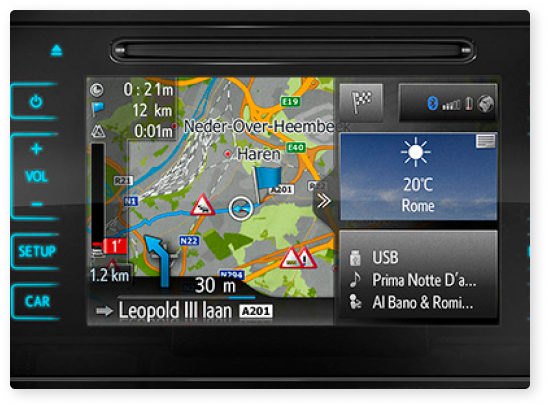 0:21m
12 km
0:01m
E19
Neder-Over-Heembeek
E40
Haren
20°C
Rome
A201
R21
N1
VOL
N22
1'
SETUP
USB
N294
1.2 km
30 m
Prima Notte D'a...
CAR
Leopold III laan A201
Al Bano & Romi...